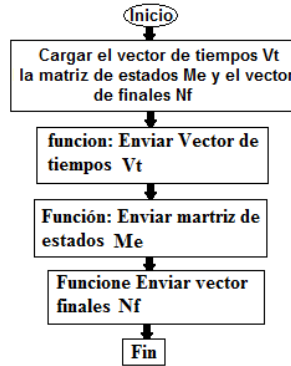 Inicio
Cargar el vector de tiempos Vt
la matriz de estados Me y el vector
de finales Nf
funcion: Enviar Vector de
tiempos Vt
Función: Enviar martriz de
estados Me
Funcione Enviar vector
finales Nf
Fin